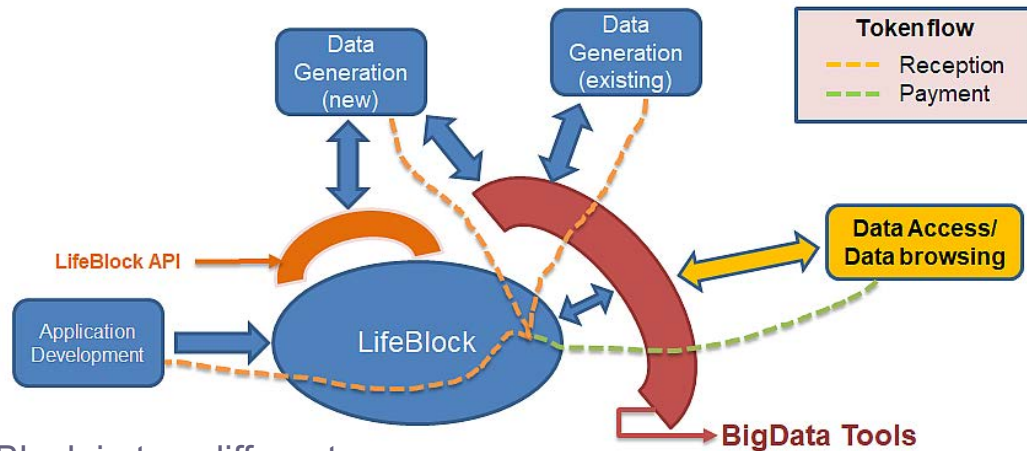 Data
Generation
(new)
Data
Generation
(existing)
Token flow
Reception
Payment
LifeBlock API
Data Access/
Data browsing
Application
Development
LifeBlock
BigData Tools